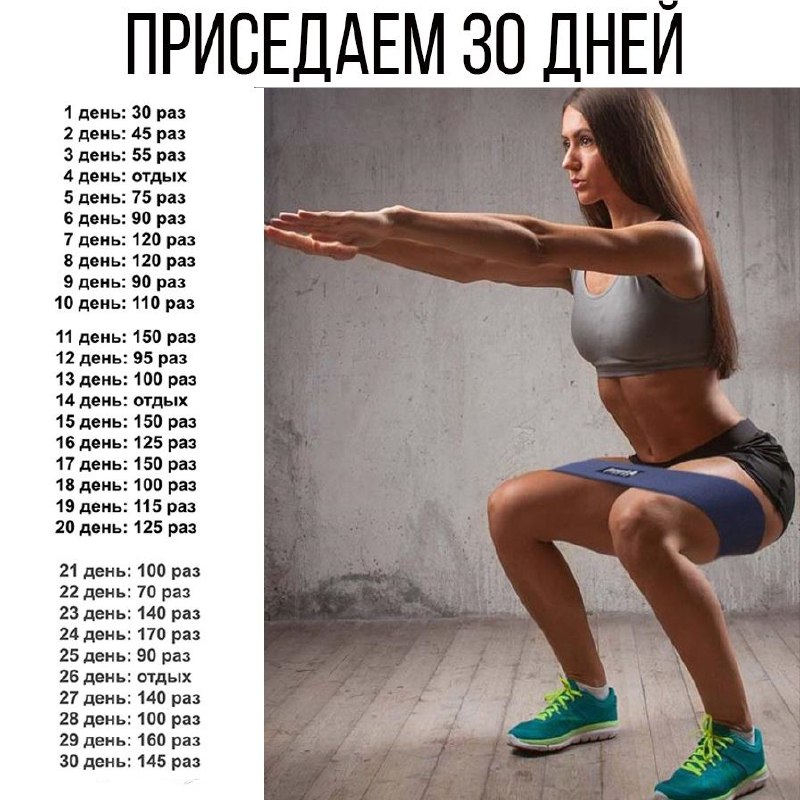 ПРИСЕДАЕМ 30 ДНЕЙ
1 день: 30 раз
2 день: 45 раз
3 день: 55 раз
4 день: отдых
5 день: 75 раз
6 день: 90 раз
7 день: 120 раз
8 день: 120 раз
9 день: 90 раз
10 день: 110 раз
11 день: 150 раз
12 день: 95 раз
13 день: 100 раз
14 день: отдых
15 день: 150 раз
16 день: 125 раз
17 день: 150 раз
18 день: 100 раз
19 день: 115 раз
20 день: 125 раз
21 день: 100 раз
22 день: 70 раз
23 день: 140 раз
24 день: 170 раз
25 день: 90 раз
26 день: отдых
27 день: 140 раз
28 день: 100 раз
29 день: 160 раз
30 день: 145 раз